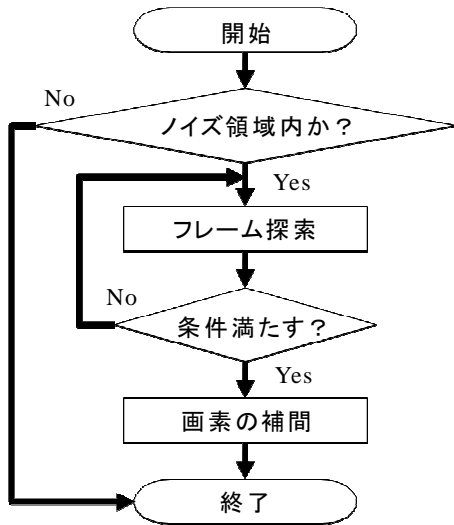 開始
No
ノイズ領域内か？
Yes
フレーム探索
No
条件満たす？
Yes
画素の補間
終了